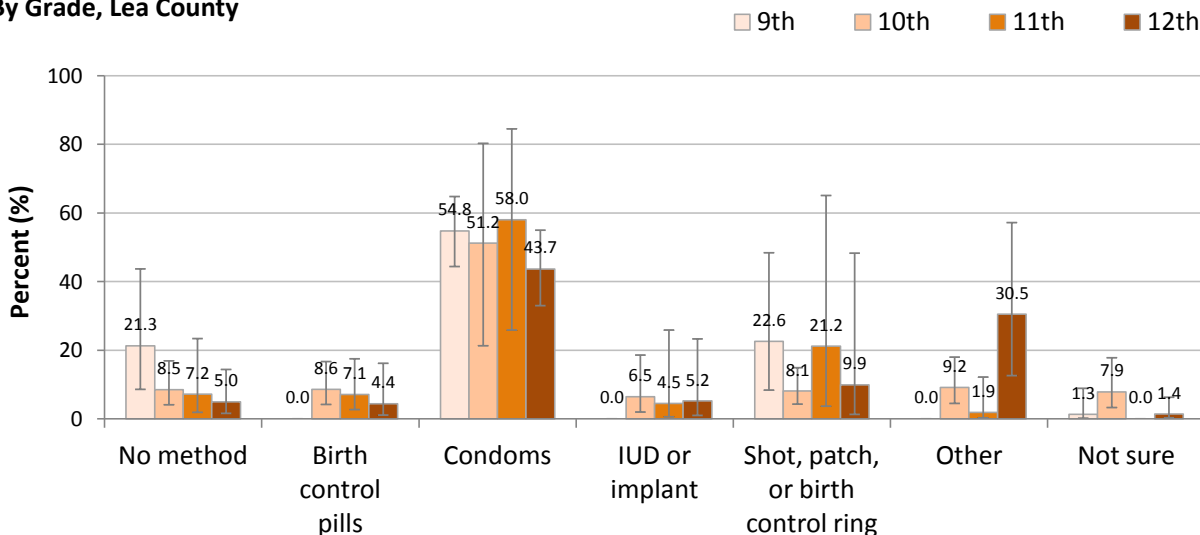 By Grade, Lea County
9th 10th 11th 12th
Percent (%)
100
80
60
40
20
0
21.3 8.5 7.2 5.0
0.0 8.6 7.1 4.4
54.8 51.2 58.0 43.7
0.0 6.5 4.5 5.2
22.6 8.1 21.2 9.9
0.0 9.2 1.9 30.5
1.3 7.9 0.0 1.4
No method
Birth
control
pills
Condoms
IUD or
implant
Shot, patch,
or birth
control ring
Other
Not sure